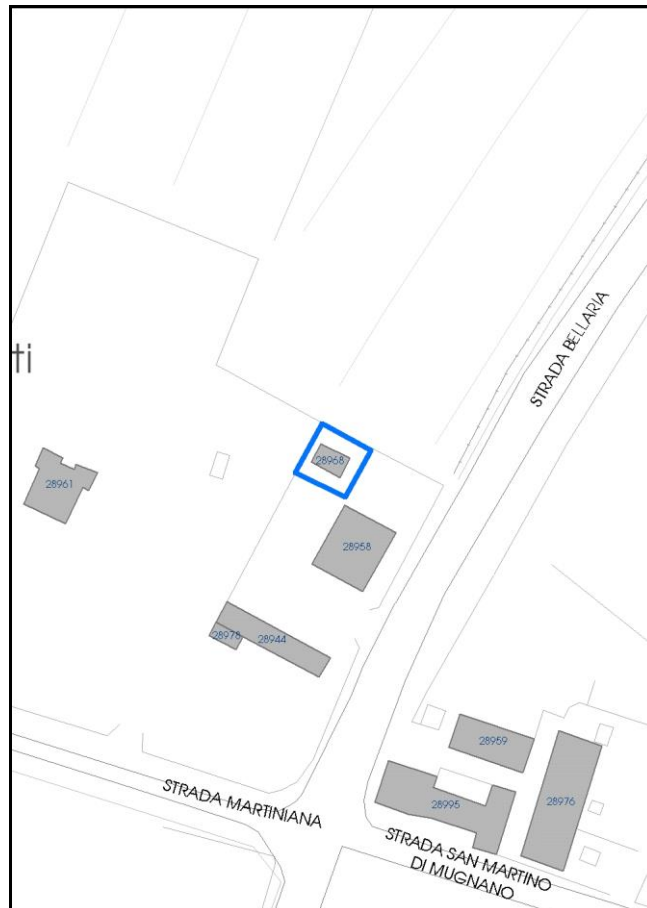 STRADA BELLARIA
ti
28968
28961
28958
28978
28944
28959
28995
28976
STRADA MARTINIANA
STRADA SAN MARTINO
DI MUGNANO